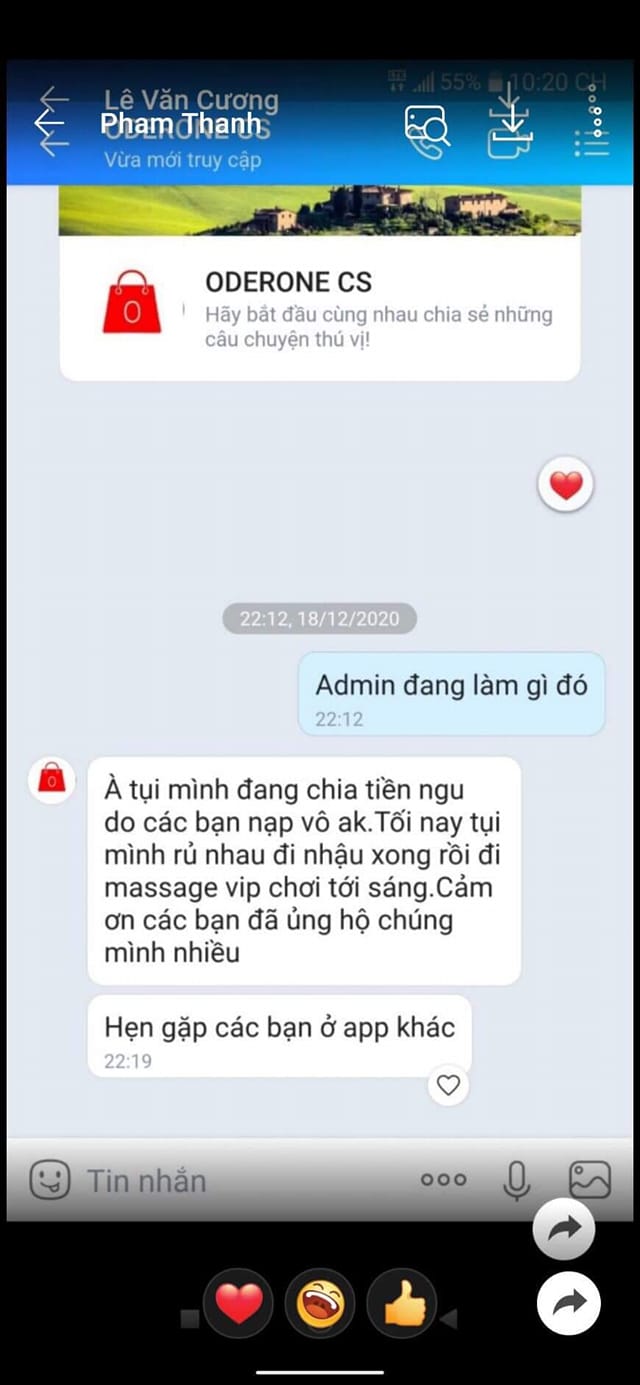 55% 10:20 CH
Lê Văn Cương
Pham Thanh
ODERONE CS
Vừa mới truy cập
ODERONE CS
Hãy bắt đầu cùng nhau chia sẻ những
câu chuyện thú vị!
22:12, 18/12/2020
Admin đang làm gì đó
22:12
À tụi mình đang chia tiền ngu
do các bạn nạp vô ak.Tối nay tụi
mình rủ nhau đi nhậu xong rồi đi
massage vip chơi tới sáng.Cảm
ơn các bạn đã ủng hộ chúng
mình nhiều
Hẹn gặp các bạn ở app khác
22:19
Tin nhắn